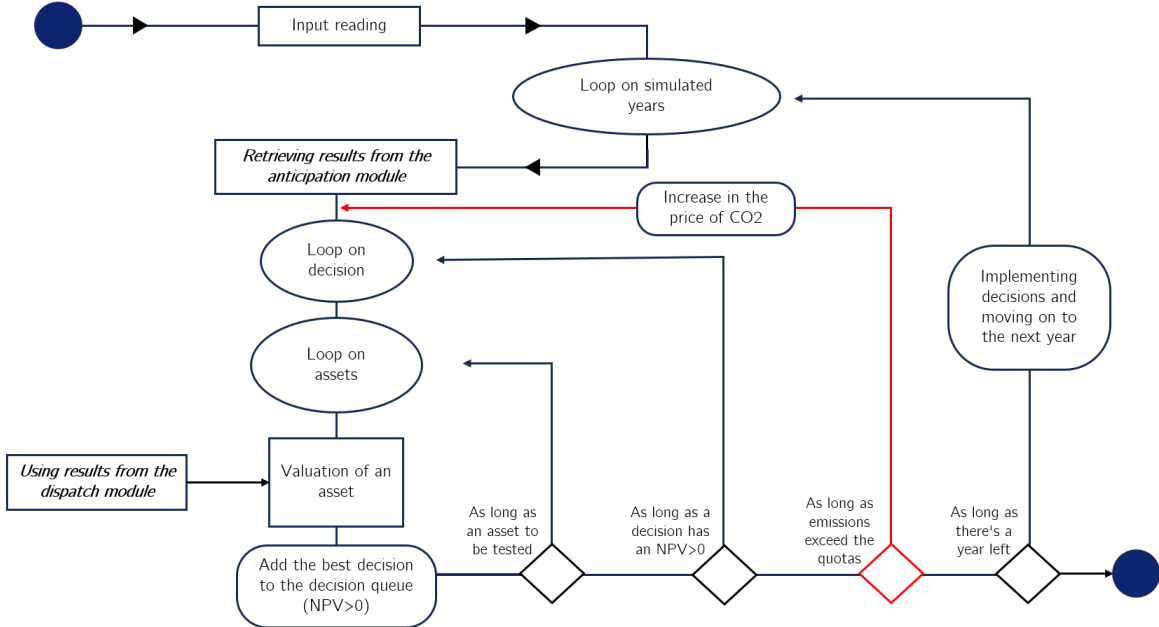 Input reading
Loop on simulated
years
Retrieving results from the
anticipation module
Increase in the
price of CO2
Loop on
decision
Implementing
decisions and
moving on to
the next year
Loop on
assets
Using results from the
dispatch module
Valuation of an
asset
As long as
an asset to
be tested
As long as a
decision has
an NPV>0
As long as
emissions
exceed the
quotas
As long as
there's a
year left
Add the best decision
to the decision queue
(NPV>0)